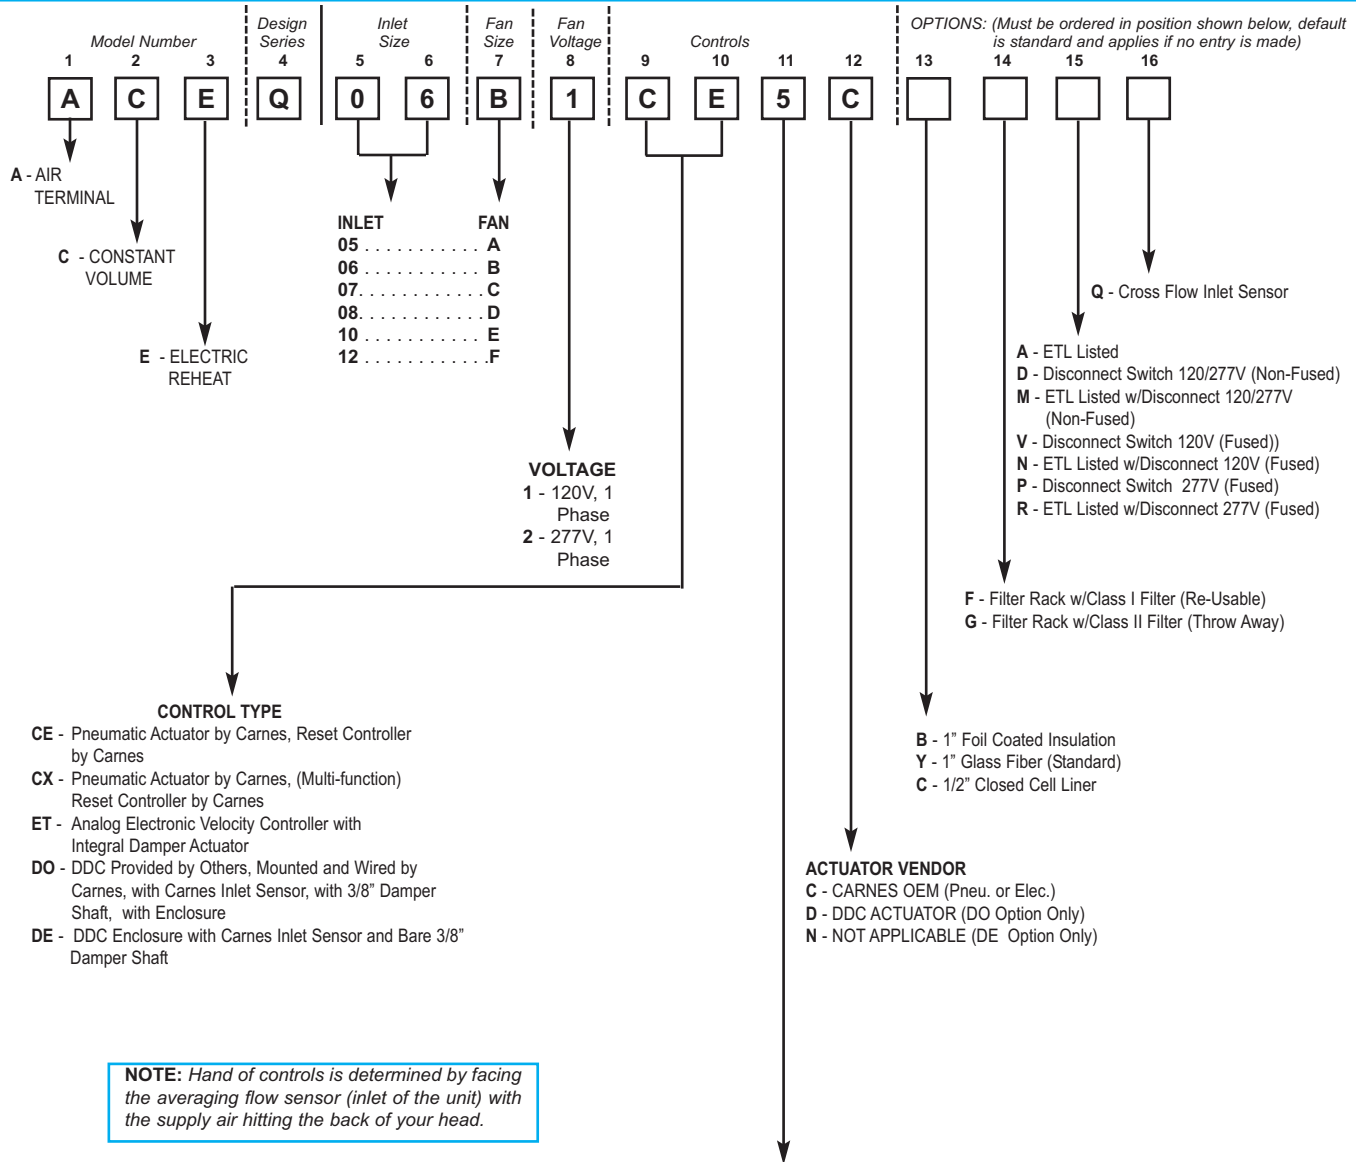 Model Number
Design
Series
Inlet
Size
Fan
Size
Fan
Voltage
Controls
OPTIONS: (Must be ordered in position shown below, default
is standard and applies if no entry is made)
1 2 3 4 5 6 7 8 9 10 11 12 13 14 15 16
A C E Q 0 6 B 1 C E 5 C
A - AIR
TERMINAL
C - CONSTANT
VOLUME
E - ELECTRIC
REHEAT
INLET FAN
05 . . . . . . . . . . . A
06 . . . . . . . . . . . B
07. . . . . . . . . . . . C
08. . . . . . . . . . . . D
10 . . . . . . . . . . . E
12 . . . . . . . . . . . .F
VOLTAGE
1 - 120V, 1
Phase
2 - 277V, 1
Phase
Q - Cross Flow Inlet Sensor
A - ETL Listed
D - Disconnect Switch 120/277V (Non-Fused)
M - ETL Listed w/Disconnect 120/277V
(Non-Fused)
V - Disconnect Switch 120V (Fused))
N - ETL Listed w/Disconnect 120V (Fused)
P - Disconnect Switch 277V (Fused)
R - ETL Listed w/Disconnect 277V (Fused)
F - Filter Rack w/Class I Filter (Re-Usable)
G - Filter Rack w/Class II Filter (Throw Away)
B - 1” Foil Coated Insulation
Y - 1” Glass Fiber (Standard)
C - 1/2” Closed Cell Liner
CONTROL TYPE
CE - Pneumatic Actuator by Carnes, Reset Controller
by Carnes
CX - Pneumatic Actuator by Carnes, (Multi-function)
Reset Controller by Carnes
ET - Analog Electronic Velocity Controller with
Integral Damper Actuator
DO - DDC Provided by Others, Mounted and Wired by
Carnes, with Carnes Inlet Sensor, with 3/8” Damper
Shaft, with Enclosure
DE - DDC Enclosure with Carnes Inlet Sensor and Bare 3/8”
Damper Shaft
ACTUATOR VENDOR
C - CARNES OEM (Pneu. or Elec.)
D - DDC ACTUATOR (DO Option Only)
N - NOT APPLICABLE (DE Option Only)
NOTE: Hand of controls is determined by facing
the averaging flow sensor (inlet of the unit) with
the supply air hitting the back of your head.